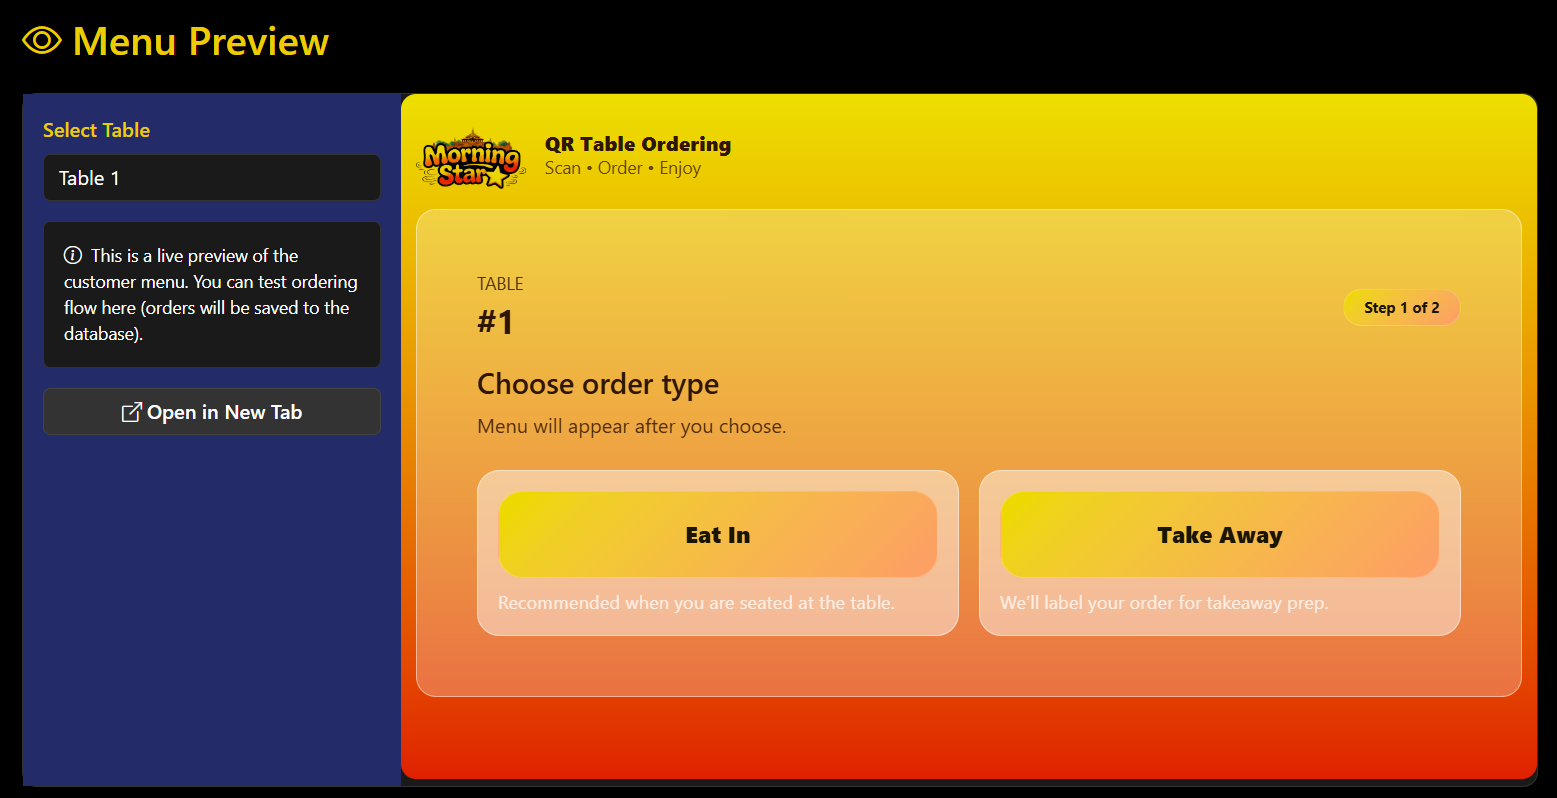 Menu Preview
Select Table
Table 1
This is a live preview of the
customer menu. You can test ordering
flow here (orders will be saved to the
database).
Open in New Tab
Morning
Star
QR Table Ordering
Scan • Order • Enjoy
TABLE
#1
Step 1 of 2
Choose order type
Menu will appear after you choose.
Eat In
Recommended when you are seated at the table.
Take Away
We’ll label your order for takeaway prep.